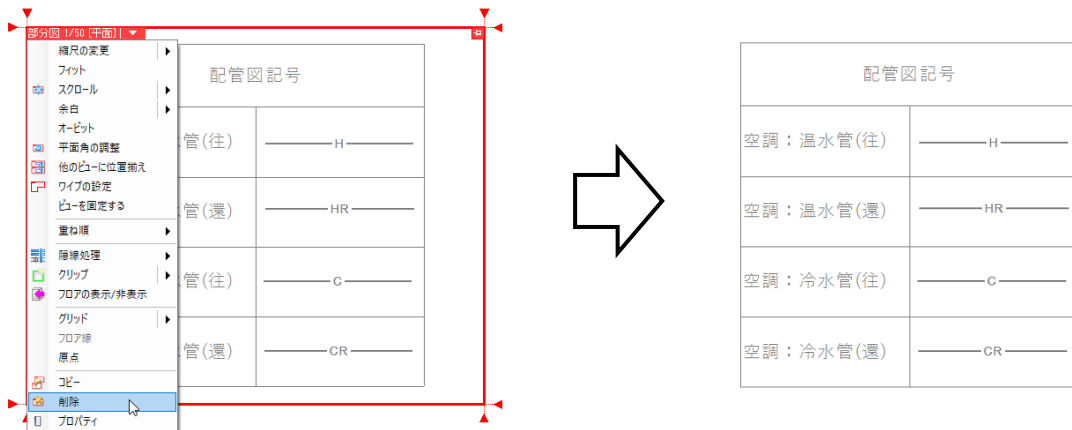 部分図 1/50 [平面] | ▼
縮尺の変更
フィット
スクロール
余白
オービット
平面角の調整
他のビューに位置揃え
ワイプの設定
ビューを固定する
重ね順
隠線処理
クリップ
フロアの表示/非表示
グリッド
フロア線
原点
コピー
削除
プロパティ
配管図記号
管(往) H
管(還) HR
管(往) C
管(還) CR
配管図記号
空調：温水管(往) H
空調：温水管(還) HR
空調：冷水管(往) C
空調：冷水管(還) CR